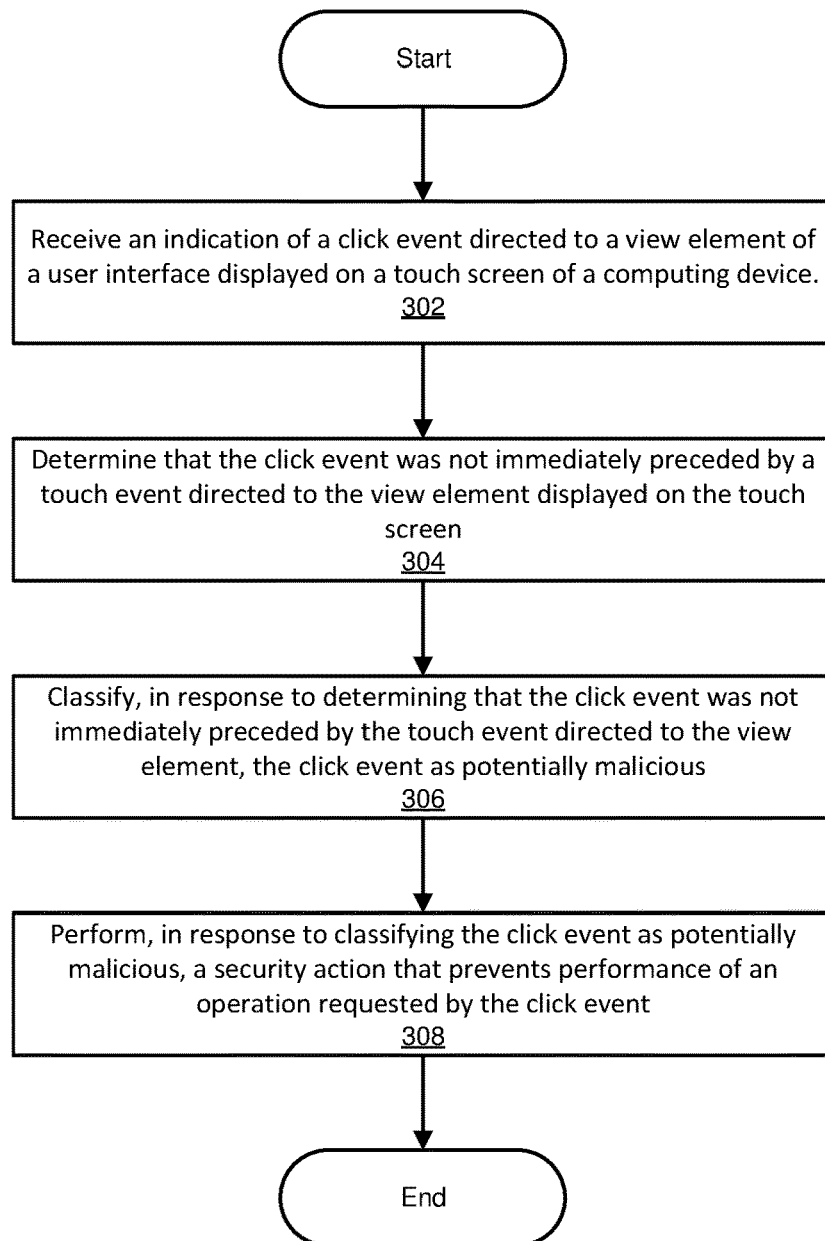 Start
Receive an indication of a click event directed to a view element of
a user interface displayed on a touch screen of a computing device.
302
Determine that the click event was not immediately preceded by a
touch event directed to the view element displayed on the touch
screen
304
Classify, in response to determining that the click event was not
immediately preceded by the touch event directed to the view
element, the click event as potentially malicious
306
Perform, in response to classifying the click event as potentially
malicious, a security action that prevents performance of an
operation requested by the click event
308
End